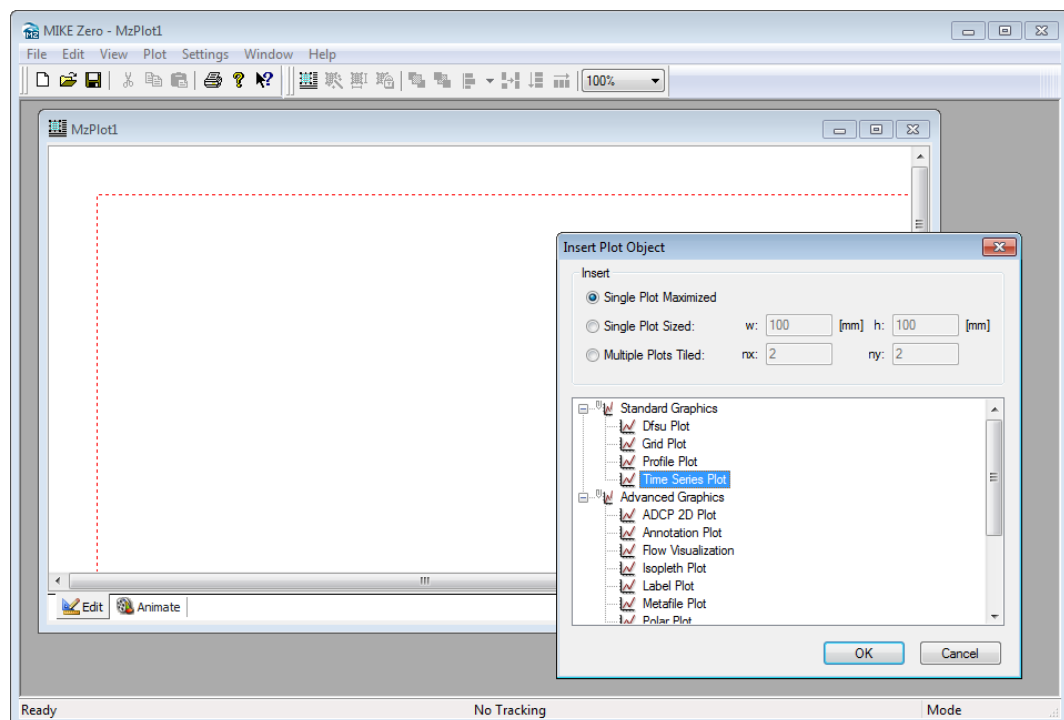 MIKE Zero - MzPlot1
File Edit View Plot Settings Window Help
100%
MzPlot1
Insert Plot Object
Insert
Single Plot Maximized
Single Plot Sized: w: 100 [mm] h: 100 [mm]
Multiple Plots Tiled: nx: 2 ny: 2
Standard Graphics
Dfsu Plot
Grid Plot
Profile Plot
Time Series Plot
Advanced Graphics
ADCP 2D Plot
Annotation Plot
Flow Visualization
Isopleth Plot
Label Plot
Metafile Plot
Polar Plot
Edit Animate
OK Cancel
Ready No Tracking Mode